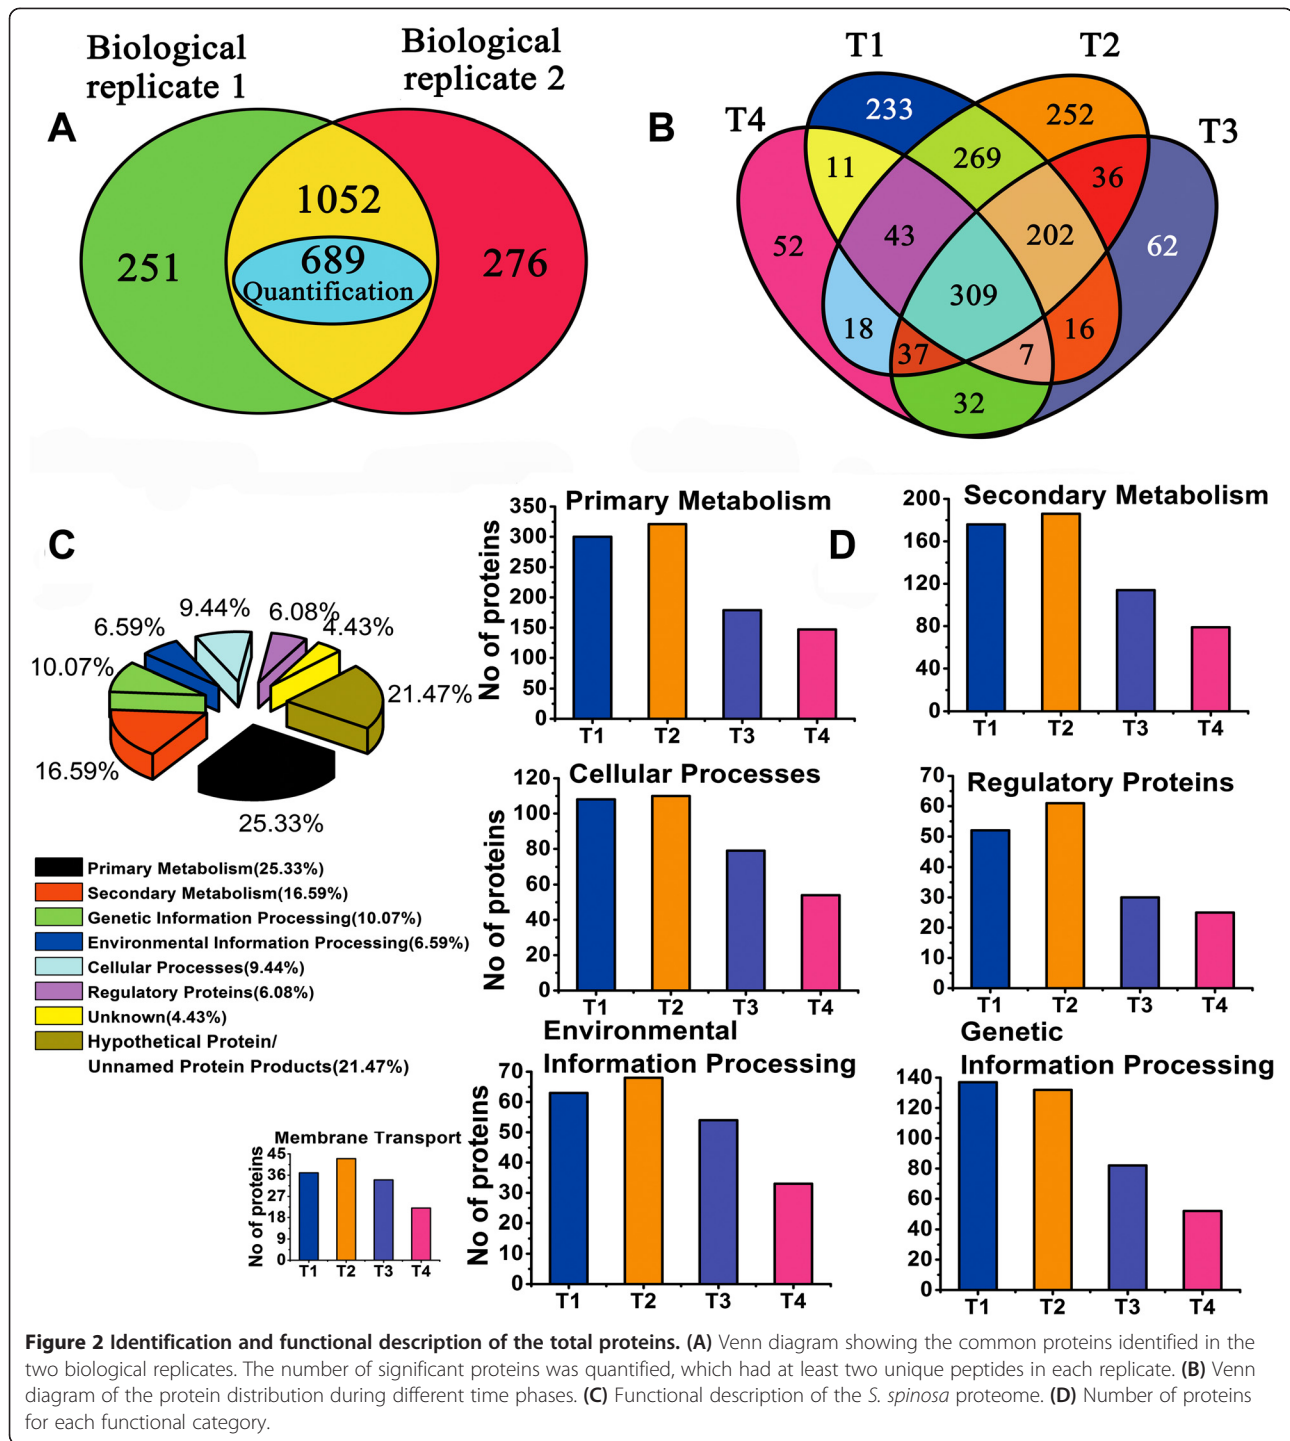 Biological
replicate 1
Biological
replicate 2
A
1052
251
689
276
Quantification
T1
T2
T4
T3
B
233
252
11
269
36
52
43
202
62
309
18
16
37
7
32
C
9.44%
6.08%
6.59%
4.43%
10.07%
21.47%
16.59%
25.33%
Primary Metabolism(25.33%)
Secondary Metabolism(16.59%)
Genetic Information Processing(10.07%)
Environmental Information Processing(6.59%)
Cellular Processes(9.44%)
Regulatory Proteins(6.08%)
Unknown(4.43%)
Hypothetical Protein/
Unnamed Protein Products(21.47%)
D
Primary Metabolism
No of proteins
350
300
250
200
150
100
50
0
T1 T2 T3 T4
Secondary Metabolism
200
160
120
80
40
0
T1 T2 T3 T4
Cellular Processes
No of proteins
120
100
80
60
40
20
0
T1 T2 T3 T4
Regulatory Proteins
70
60
50
40
30
20
10
0
T1 T2 T3 T4
Membrane Transport
No of proteins
45
36
27
18
9
0
T1 T2 T3 T4
Environmental
Information Processing
No of proteins
70
60
50
40
30
20
10
0
T1 T2 T3 T4
Genetic
Information Processing
140
120
100
80
60
40
20
0
T1 T2 T3 T4
Figure 2 Identification and functional description of the total proteins. (A) Venn diagram showing the common proteins identified in the
two biological replicates. The number of significant proteins was quantified, which had at least two unique peptides in each replicate. (B) Venn
diagram of the protein distribution during different time phases. (C) Functional description of the S. spinosa proteome. (D) Number of proteins
for each functional category.